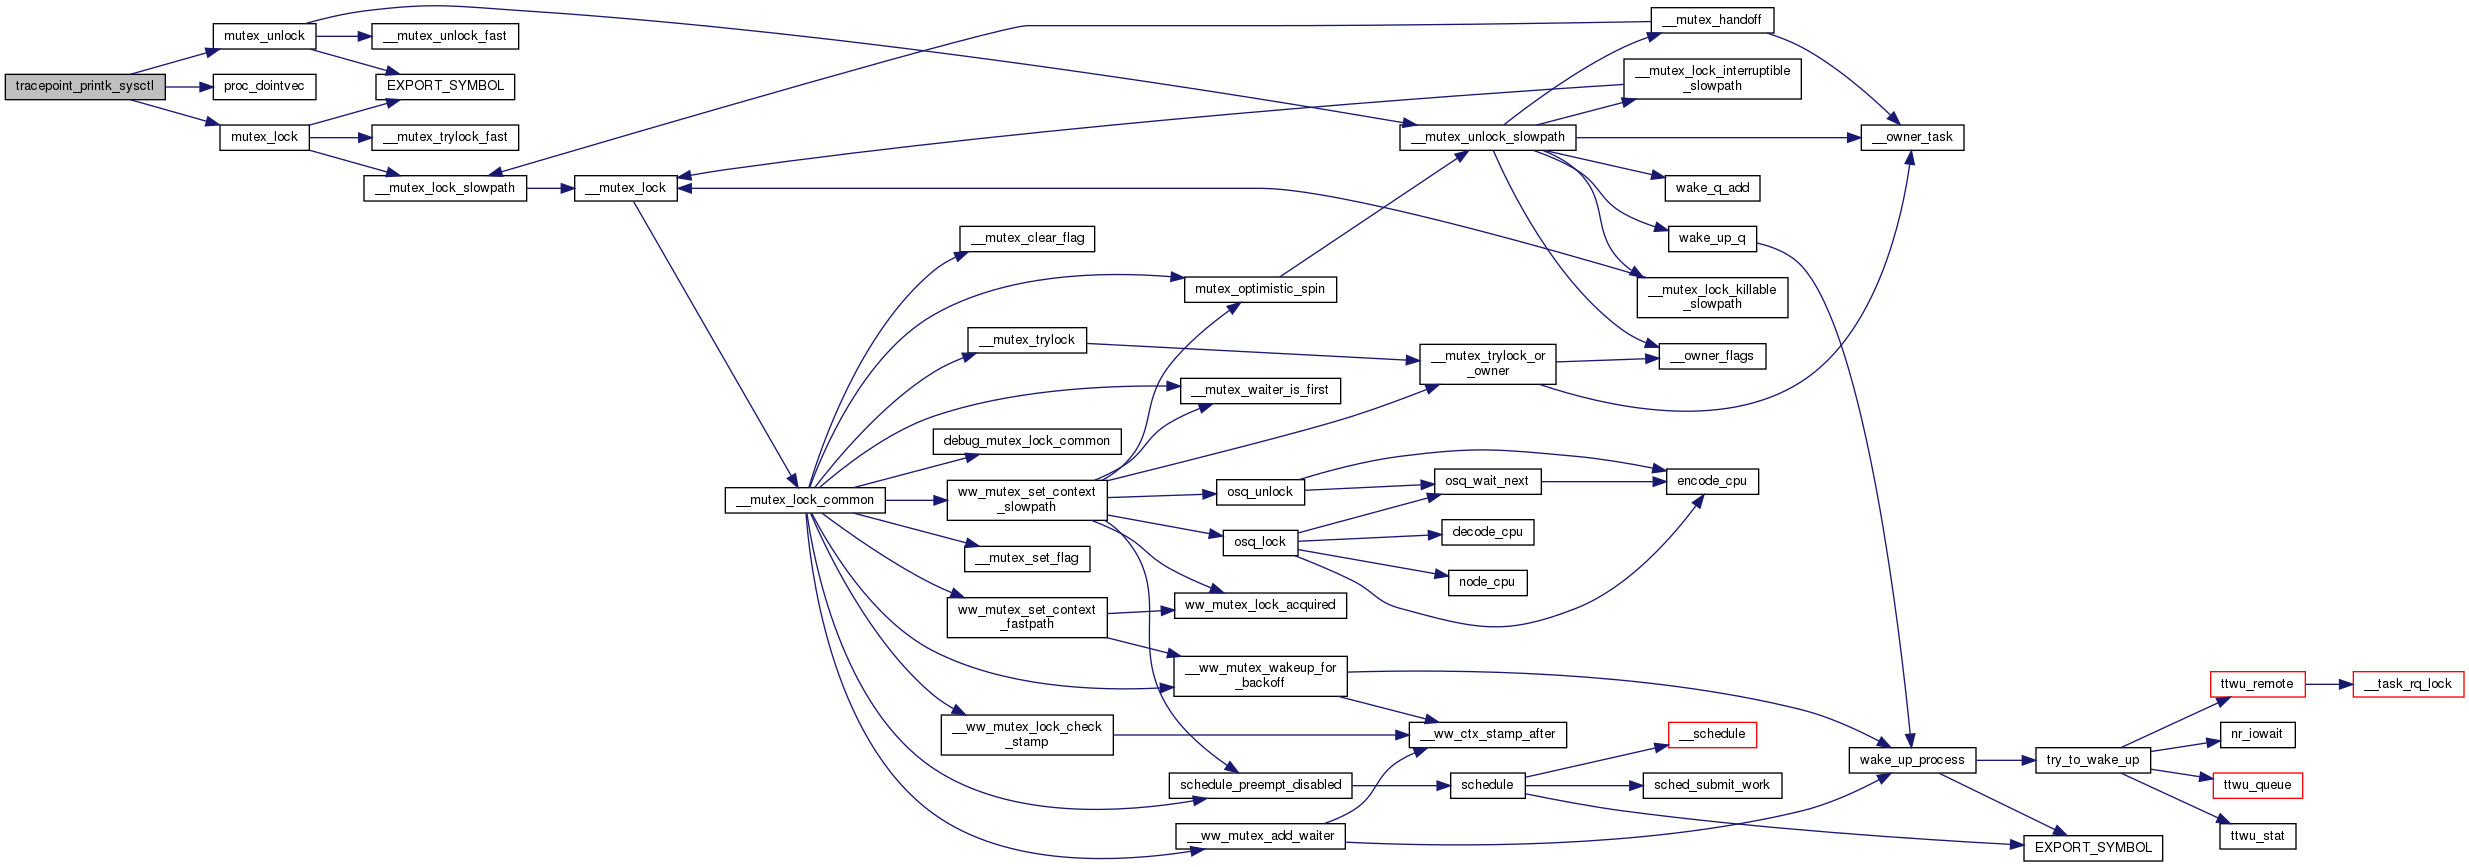 tracepoint_printk_sysctl
mutex_unlock
proc_dointvec
mutex_lock
__mutex_unlock_fast
EXPORT_SYMBOL
__mutex_trylock_fast
__mutex_lock_slowpath
__mutex_lock
__mutex_lock_common
__mutex_clear_flag
__mutex_trylock
debug_mutex_lock_common
ww_mutex_set_context
_slowpath
__mutex_set_flag
ww_mutex_set_context
_fastpath
__ww_mutex_lock_check
_stamp
mutex_optimistic_spin
__mutex_waiter_is_first
osq_unlock
osq_lock
ww_mutex_lock_acquired
__ww_mutex_wakeup_for
_backoff
schedule_preempt_disabled
__ww_mutex_add_waiter
__mutex_unlock_slowpath
__mutex_trylock_or
_owner
osq_wait_next
decode_cpu
node_cpu
__ww_ctx_stamp_after
schedule
__mutex_handoff
__mutex_lock_interruptible
_slowpath
wake_q_add
wake_up_q
__mutex_lock_killable
_slowpath
__owner_flags
encode_cpu
__schedule
sched_submit_work
__owner_task
wake_up_process
try_to_wake_up
EXPORT_SYMBOL
ttwu_remote
nr_iowait
ttwu_queue
ttwu_stat
__task_rq_lock